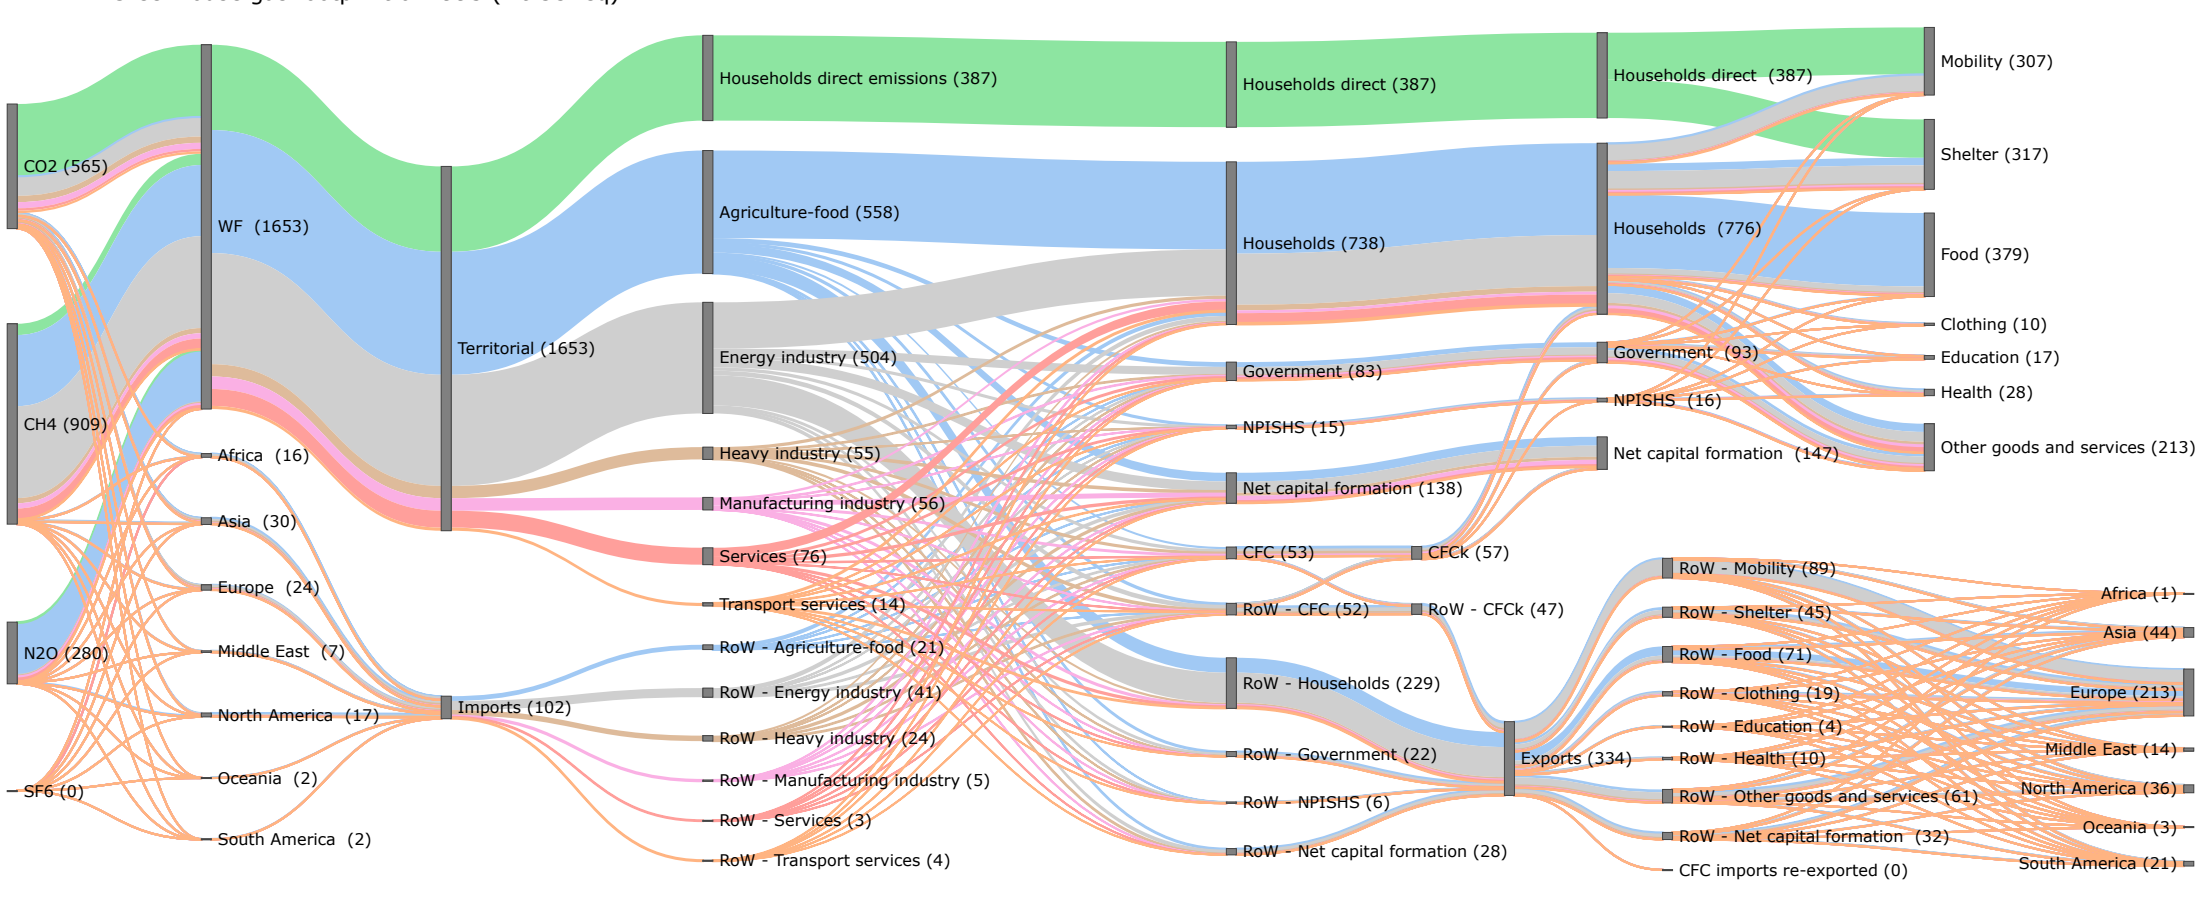 CO2 (565)
CH4 (909)
N2O (280)
SF6 (0)
WF (1653)
Africa (16)
Asia (30)
Europe (24)
Middle East (7)
North America (17)
Oceania (2)
South America (2)
Territorial (1653)
Imports (102)
Households direct emissions (387)
Agriculture-food (558)
Energy industry (504)
Heavy industry (55)
Manufacturing industry (56)
Services (76)
Transport services (14)
RoW - Agriculture-food (21)
RoW - Energy industry (41)
RoW - Heavy industry (24)
RoW - Manufacturing industry (5)
RoW - Services (3)
RoW - Transport services (4)
Households direct (387)
Households (738)
Government (83)
NPISHS (15)
Net capital formation (138)
CFC (53)
RoW - CFC (52)
RoW - Households (229)
RoW - Government (22)
RoW - NPISHS (6)
RoW - Net capital formation (28)
CFCk (57)
RoW - CFCk (47)
Exports (334)
Households direct (387)
Households (776)
Government (93)
NPISHS (16)
Net capital formation (147)
RoW - Mobility (89)
RoW - Shelter (45)
RoW - Food (71)
RoW - Clothing (19)
RoW - Education (4)
RoW - Health (10)
RoW - Other goods and services (61)
RoW - Net capital formation (32)
CFC imports re-exported (0)
Mobility (307)
Shelter (317)
Food (379)
Clothing (10)
Education (17)
Health (28)
Other goods and services (213)
Africa (1)
Asia (44)
Europe (213)
Middle East (14)
North America (36)
Oceania (3)
South America (21)